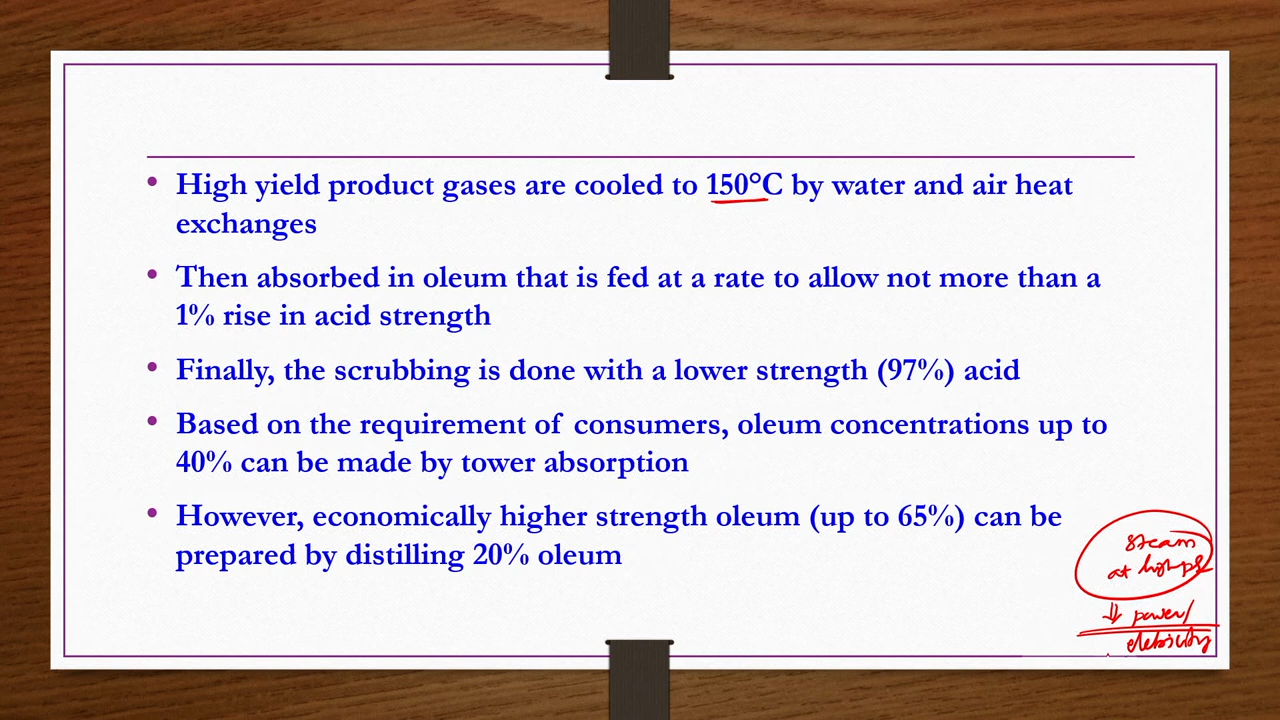 • High yield product gases are cooled to 150°C by water and air heat
exchanges
• Then absorbed in oleum that is fed at a rate to allow not more than a
1% rise in acid strength
• Finally, the scrubbing is done with a lower strength (97%) acid
• Based on the requirement of consumers, oleum concentrations up to
40% can be made by tower absorption
• However, economically higher strength oleum (up to 65%) can be
prepared by distilling 20% oleum
steam
at
⇓ power/